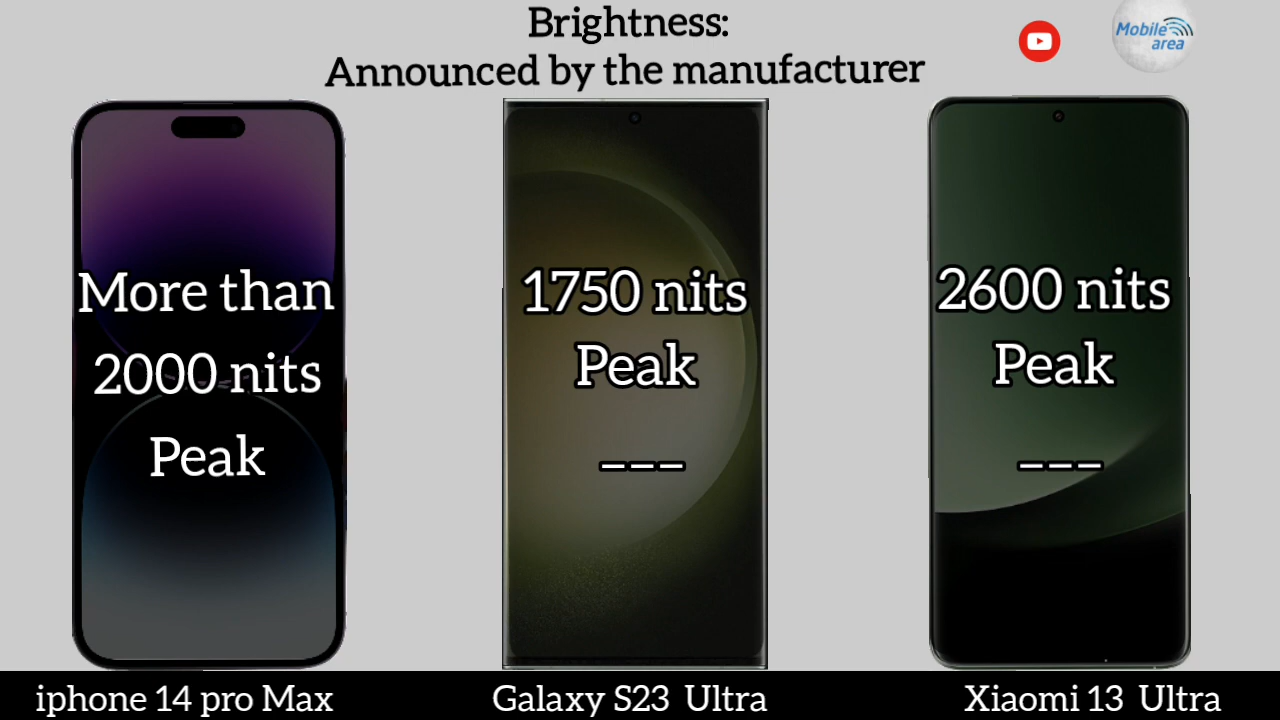 Brightness:
Announced by the manufacturer
Mobile
area
More than
2000 nits
Peak
1750 nits
Peak
---
2600 nits
Peak
---
iphone 14 pro Max
Galaxy S23 Ultra
Xiaomi 13 Ultra